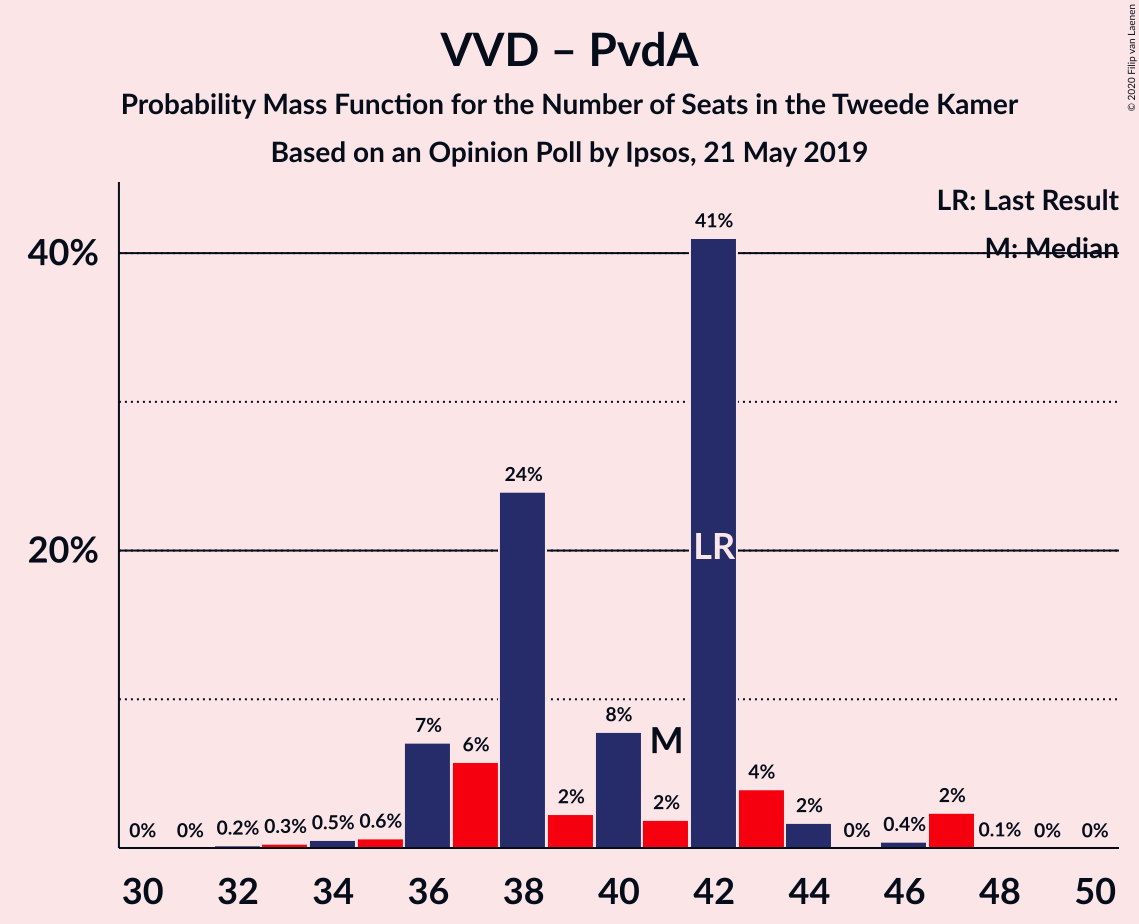 VVD – PvdA
Probability Mass Function for the Number of Seats in the Tweede Kamer
Based on an Opinion Poll by Ipsos, 21 May 2019
© 2020 Filip van Laenen
LR: Last Result
M: Median
40%
20%
0%
0%
0.2%
0.3%
0.5%
0.6%
7%
6%
24%
2%
8%
2%
M
41%
LR
4%
2%
0%
0.4%
2%
0.1%
0%
0%
30 32 34 36 38 40 42 44 46 48 50